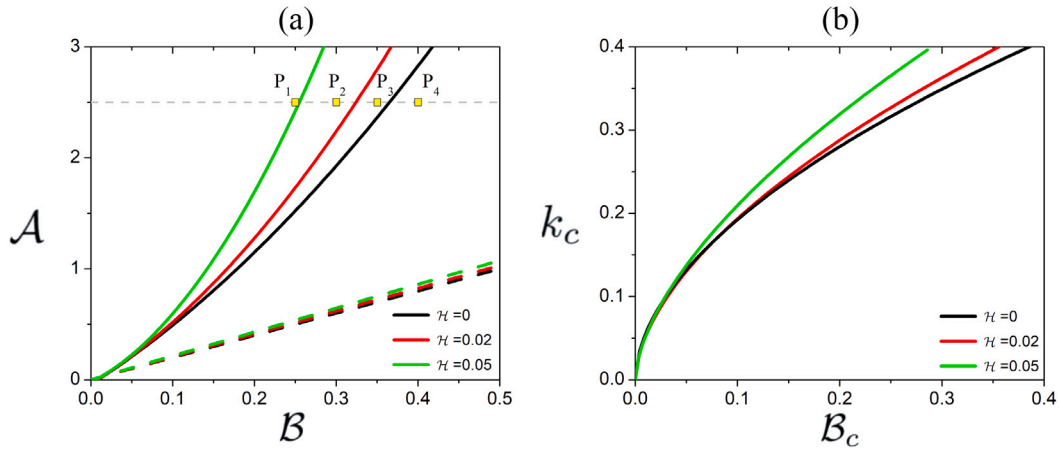 (a)
3
2
1
0
0.0 0.1 0.2 0.3 0.4 0.5
𝒜
ℬ
P1 P2 P3 P4
ℋ =0
ℋ =0.02
ℋ =0.05
(b)
0.4
0.3
0.2
0.1
0.0
0.0 0.1 0.2 0.3 0.4
k_c
ℬ_c
ℋ =0
ℋ =0.02
ℋ =0.05